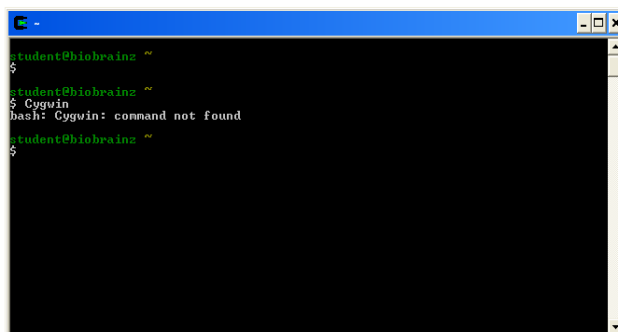 ~
student@biobrainz ~
$
student@biobrainz ~
$ Cygwin
bash: Cygwin: command not found
student@biobrainz ~
$